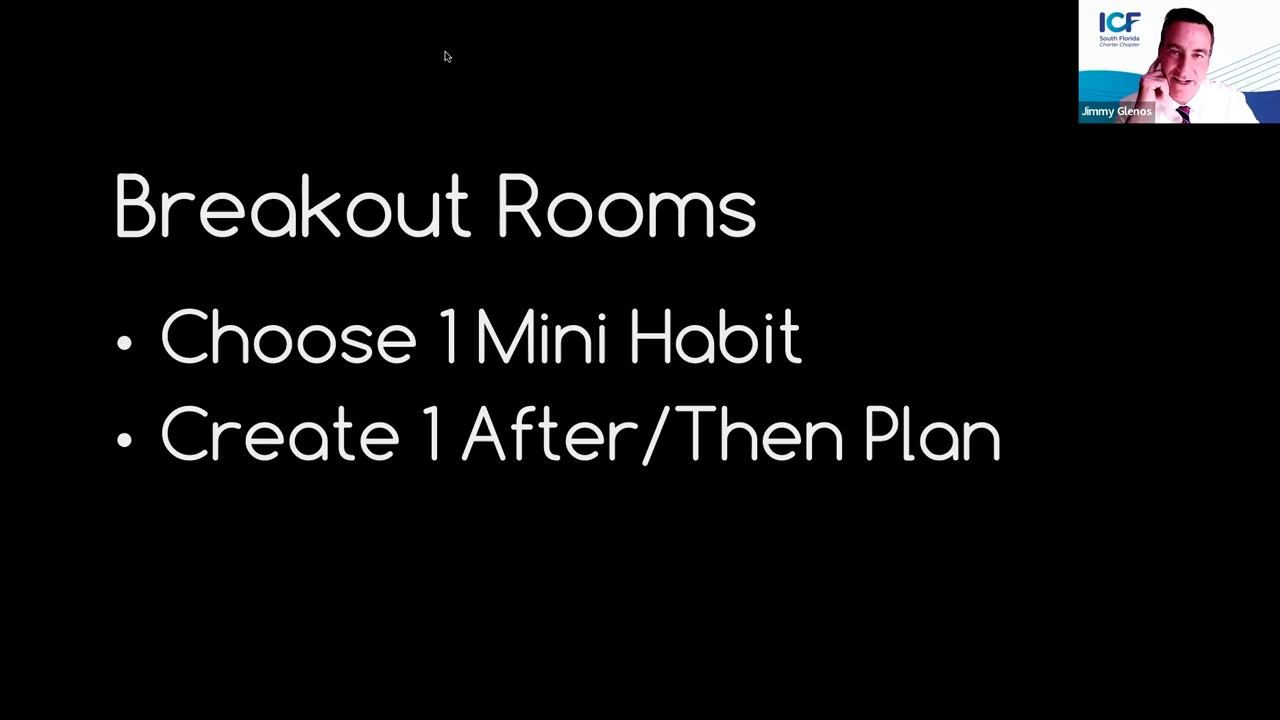 ICF
South Florida
Charter Chapter
Jimmy Glenos
Breakout Rooms
• Choose 1 Mini Habit
• Create 1 After/Then Plan